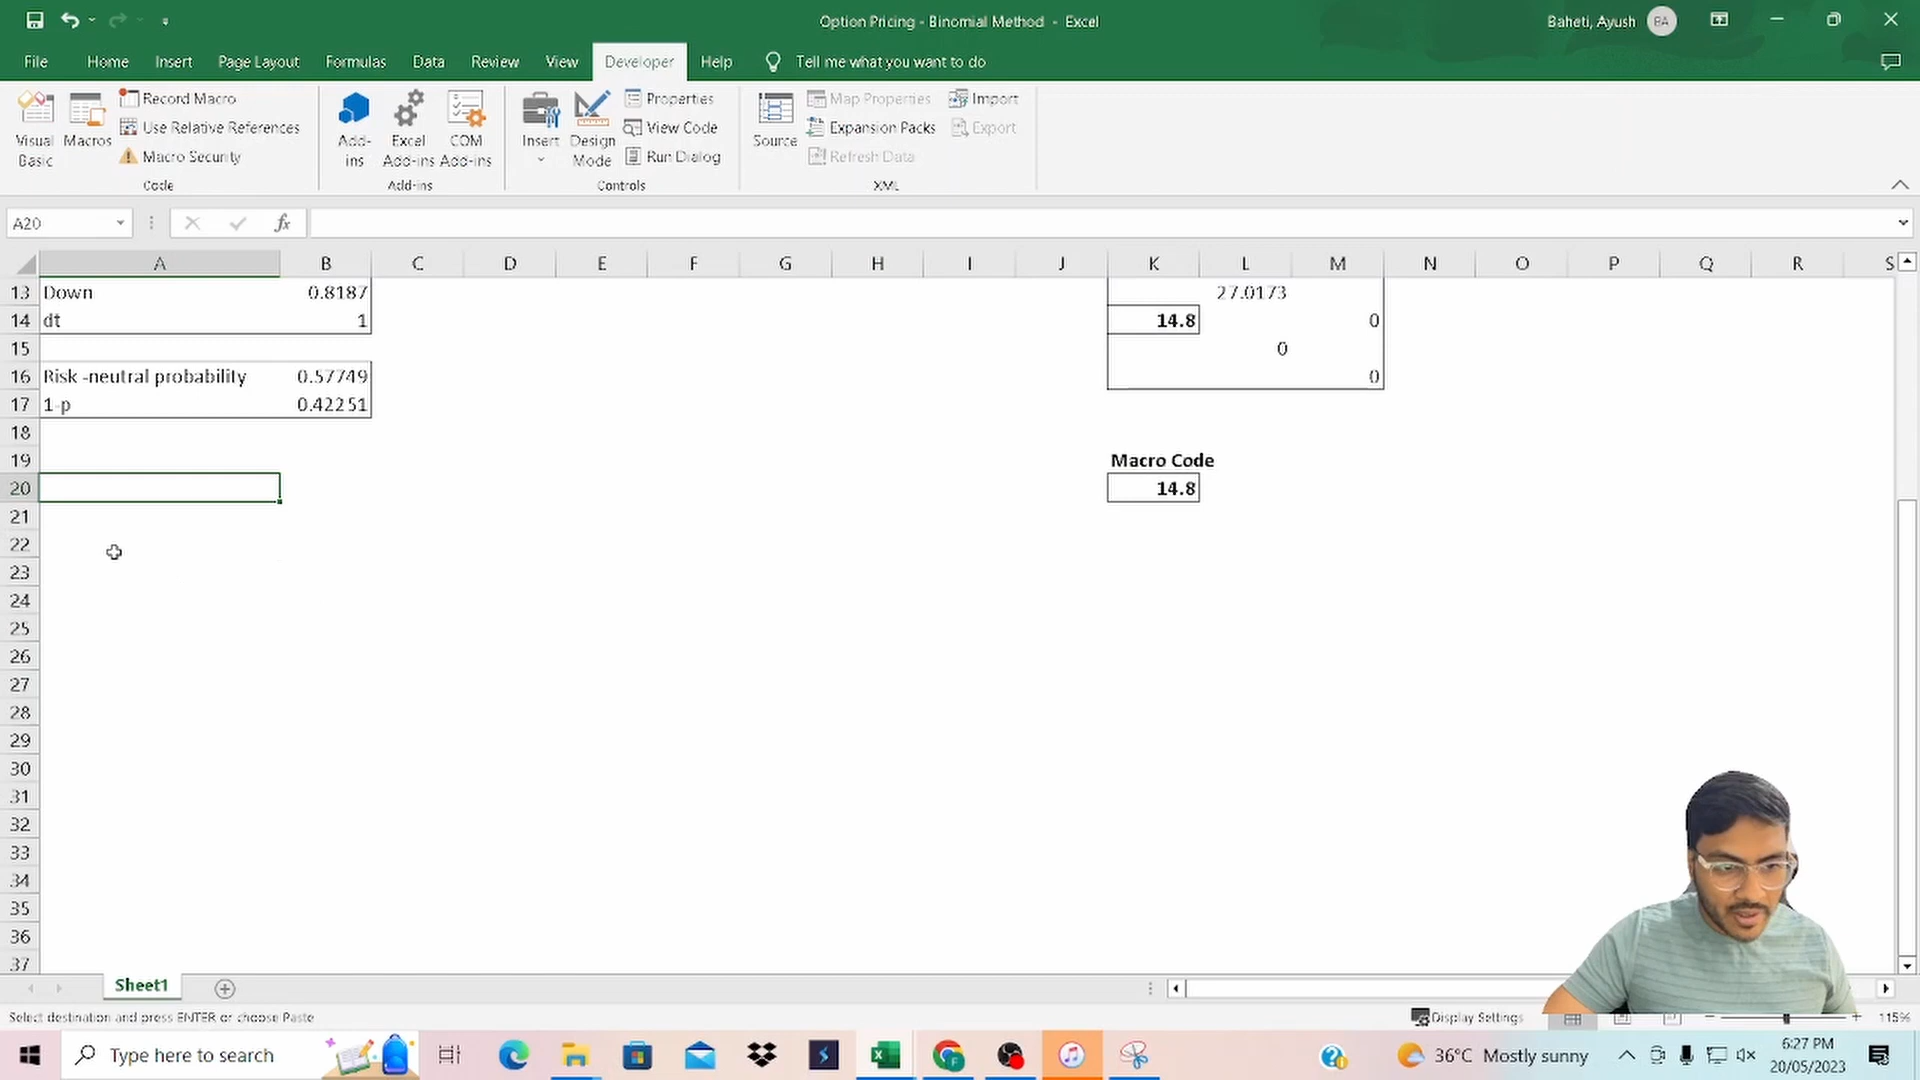 Option Pricing - Binomial Method - Excel
Baheti, Ayush
BA
File Home Insert Page Layout Formulas Data Review View Developer Help Tell me what you want to do
Visual Basic
Macros
Record Macro
Use Relative References
Macro Security
Code
Add-ins
Excel Add-ins
COM Add-ins
Add-ins
Insert
Design Mode
Properties
View Code
Run Dialog
Controls
Source
Map Properties
Expansion Packs
Refresh Data
Import
Export
XML
A20
fx
A B C D E F G H I J K L M N O P Q R S
13 Down 0.8187 27.0173
14 dt 1 14.8 0
15 0
16 Risk -neutral probability 0.57749 0
17 1-p 0.42251
18
19 Macro Code
20 14.8
21
22
23
24
25
26
27
28
29
30
31
32
33
34
35
36
37
Sheet1
Select destination and press ENTER or choose Paste
Display Settings
115%
Type here to search
36°C Mostly sunny
6:27 PM
20/05/2023